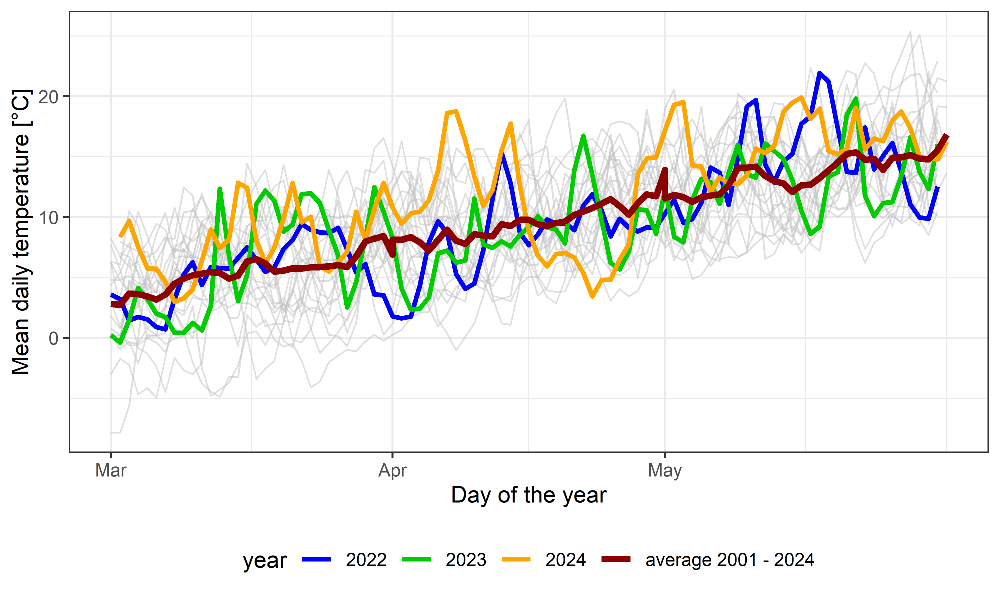 Mean daily temperature [°C]
20
10
0
Mar Apr May
Day of the year
year 2022 2023 2024 average 2001 - 2024